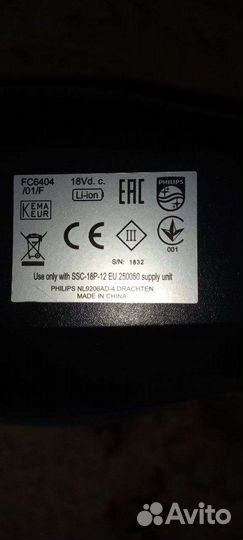 FC6404
/01/F
18Vd. c.
Li-ion
EAC
PHILIPS
KEMA
KEUR
CE
III
001
S/N: 1832
Use only with SSC-18P-12 EU 250050 supply unit
PHILIPS NL9206AD-4 DRACHTEN
MADE IN CHINA
Avito